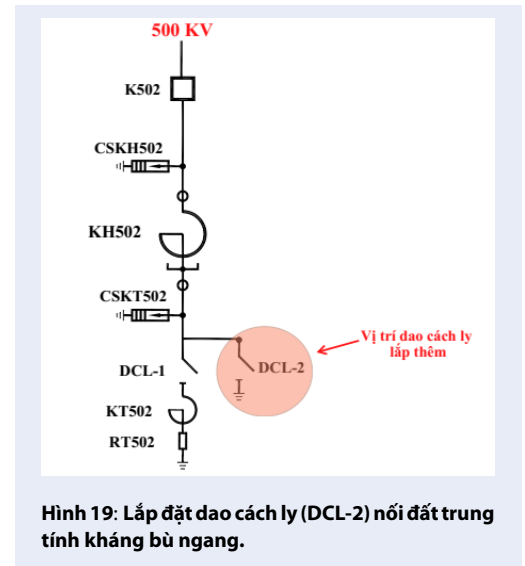 500 KV
K502
CSKH502
KH502
CSKT502
Vị trí dao cách ly
lắp thêm
DCL-1
DCL-2
KT502
RT502
Hình 19: Lắp đặt dao cách ly (DCL-2) nối đất trung
tính kháng bù ngang.